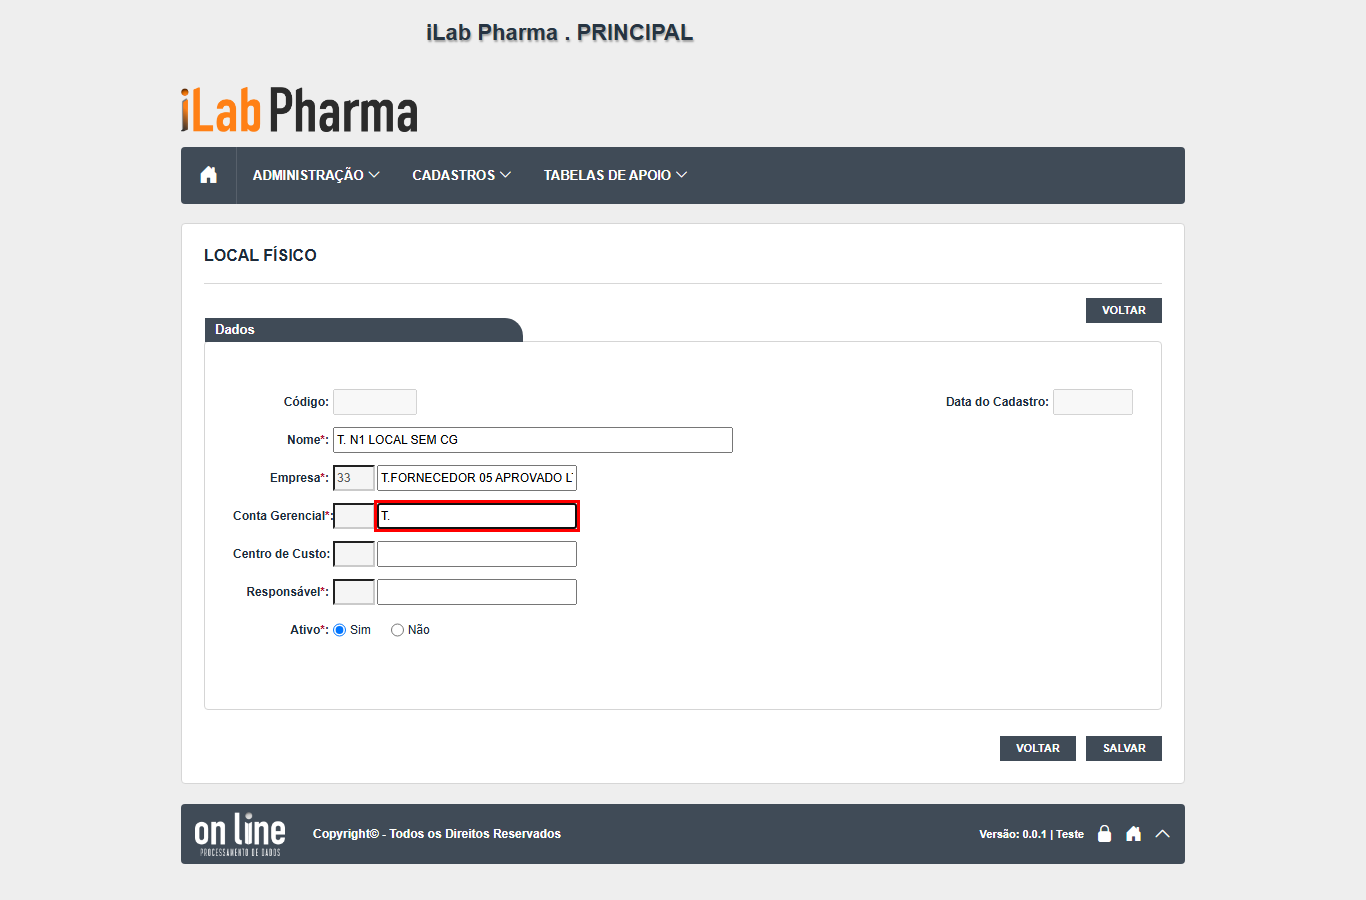 iLab Pharma . PRINCIPAL
iLab Pharma
ADMINISTRAÇÃO
CADASTROS
TABELAS DE APOIO
LOCAL FÍSICO
VOLTAR
Dados
Código:
Data do Cadastro:
Nome*: T. N1 LOCAL SEM CG
Empresa*: 33 T.FORNECEDOR 05 APROVADO L
Conta Gerencial*: T.
Centro de Custo:
Responsável*:
Ativo*: Sim Não
VOLTAR SALVAR
on line
PROCESSAMENTO DE DADOS
Copyright© - Todos os Direitos Reservados
Versão: 0.0.1 | Teste